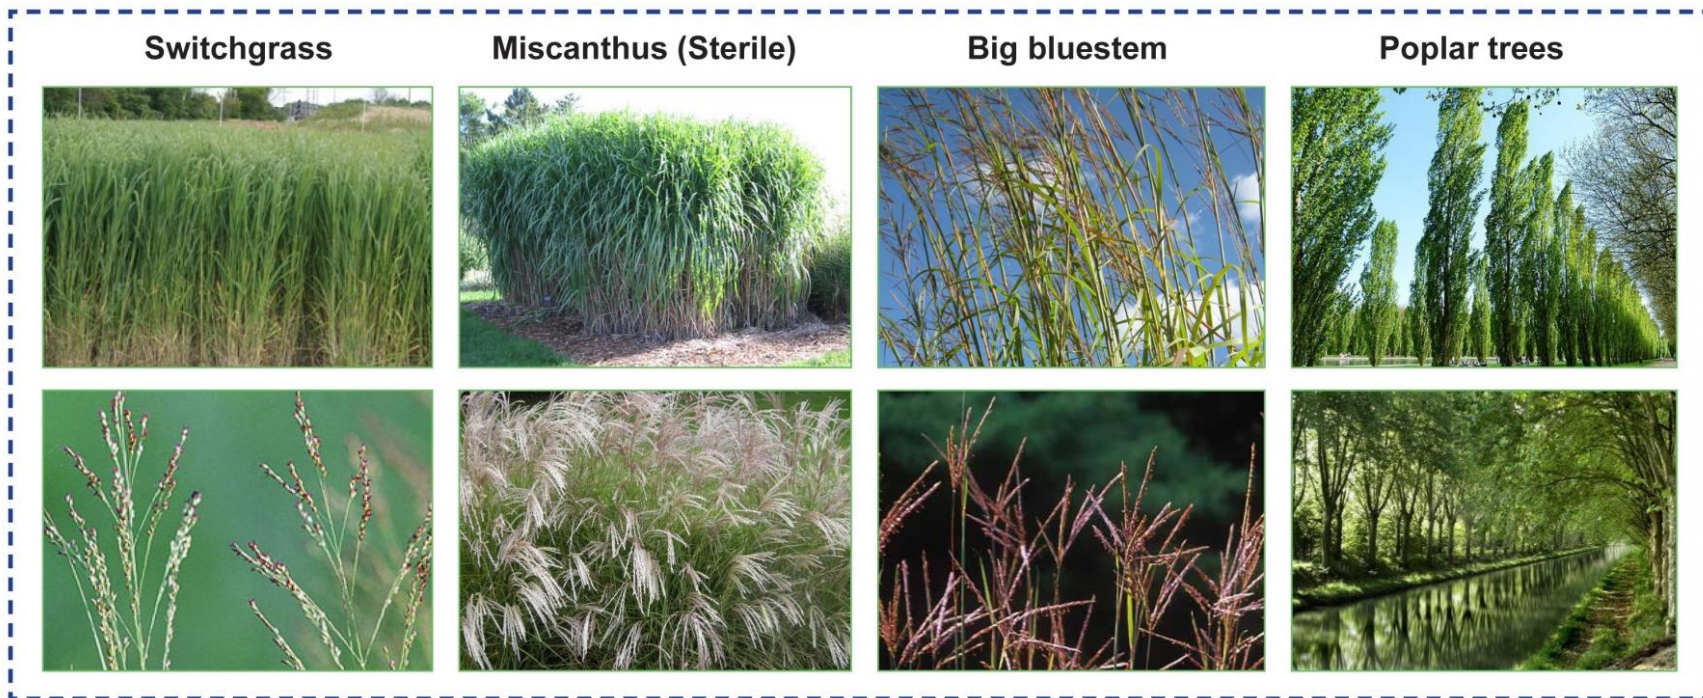 Switchgrass
Miscanthus (Sterile)
Big bluestem
Poplar trees